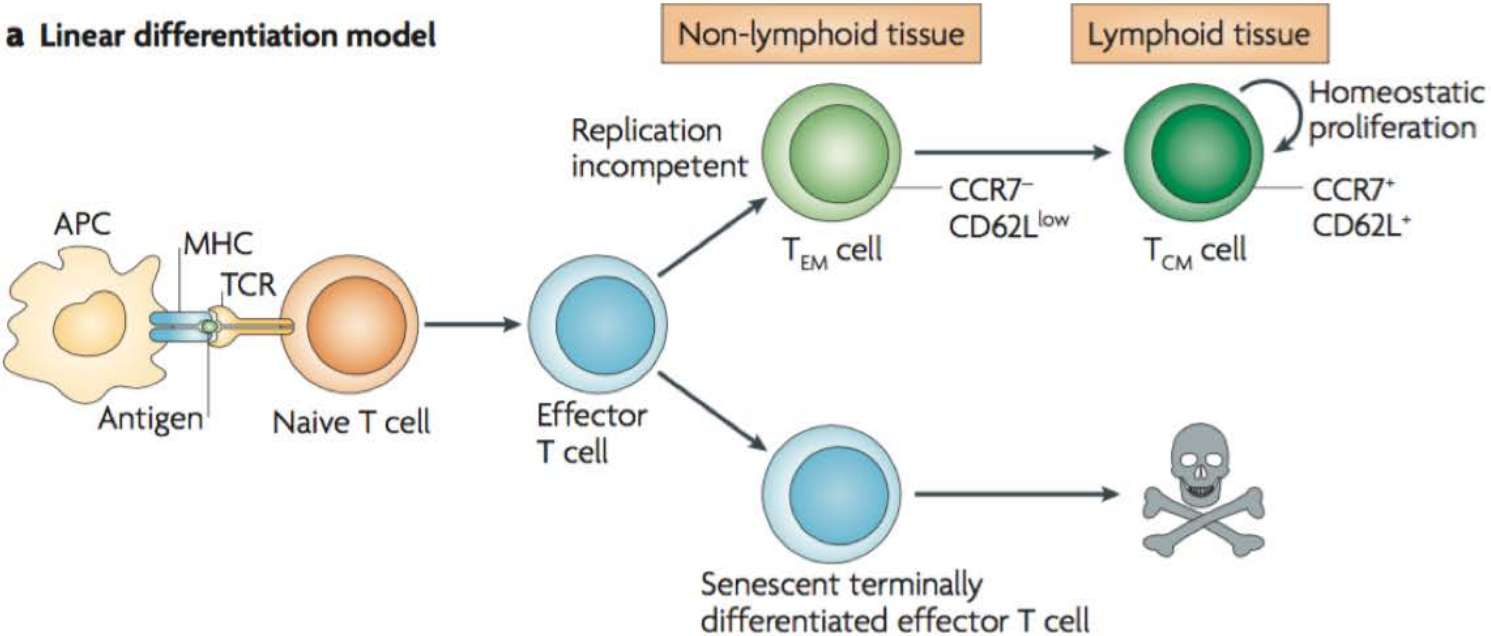 a Linear differentiation model
Non-lymphoid tissue
Lymphoid tissue
Replication
incompetent
Homeostatic
proliferation
CCR7⁻
CD62Lˡᵒʷ
CCR7⁺
CD62L⁺
T_EM cell
T_CM cell
APC
MHC
TCR
Antigen
Naive T cell
Effector
T cell
Senescent terminally
differentiated effector T cell